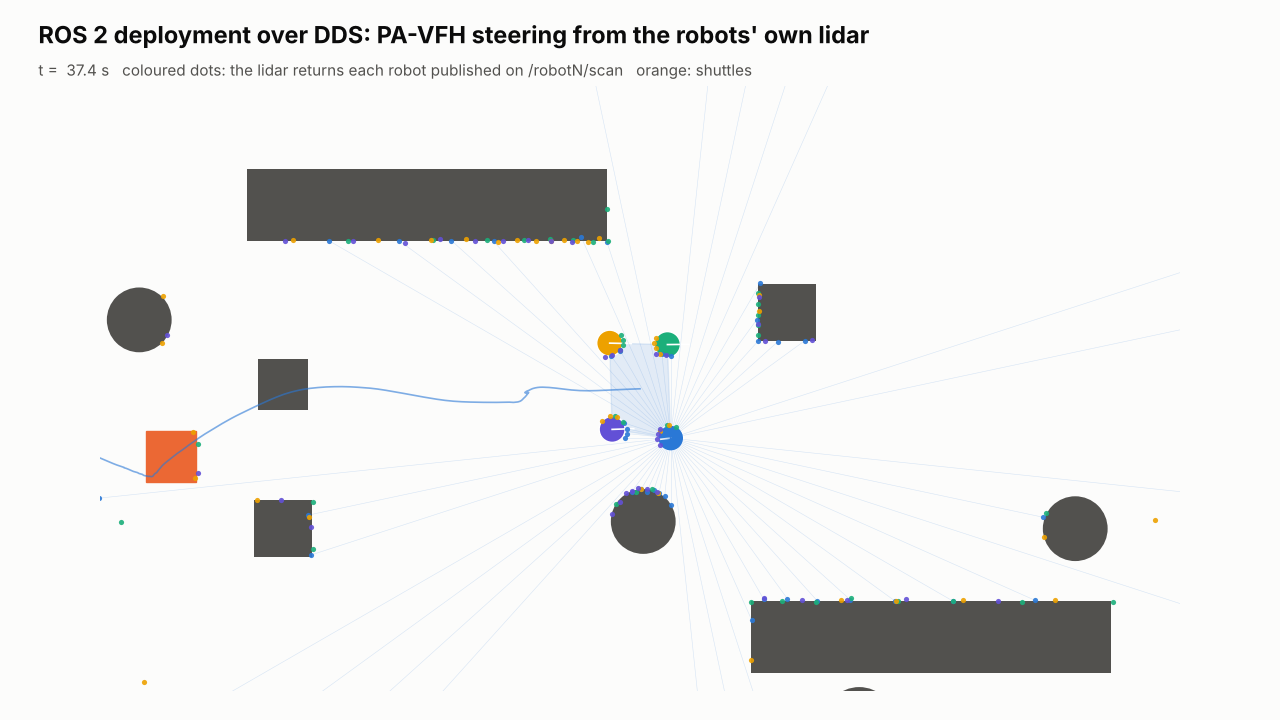 ROS 2 deployment over DDS: PA-VFH steering from the robots' own lidar
t =  37.4 s   coloured dots: the lidar returns each robot published on /robotN/scan   orange: shuttles